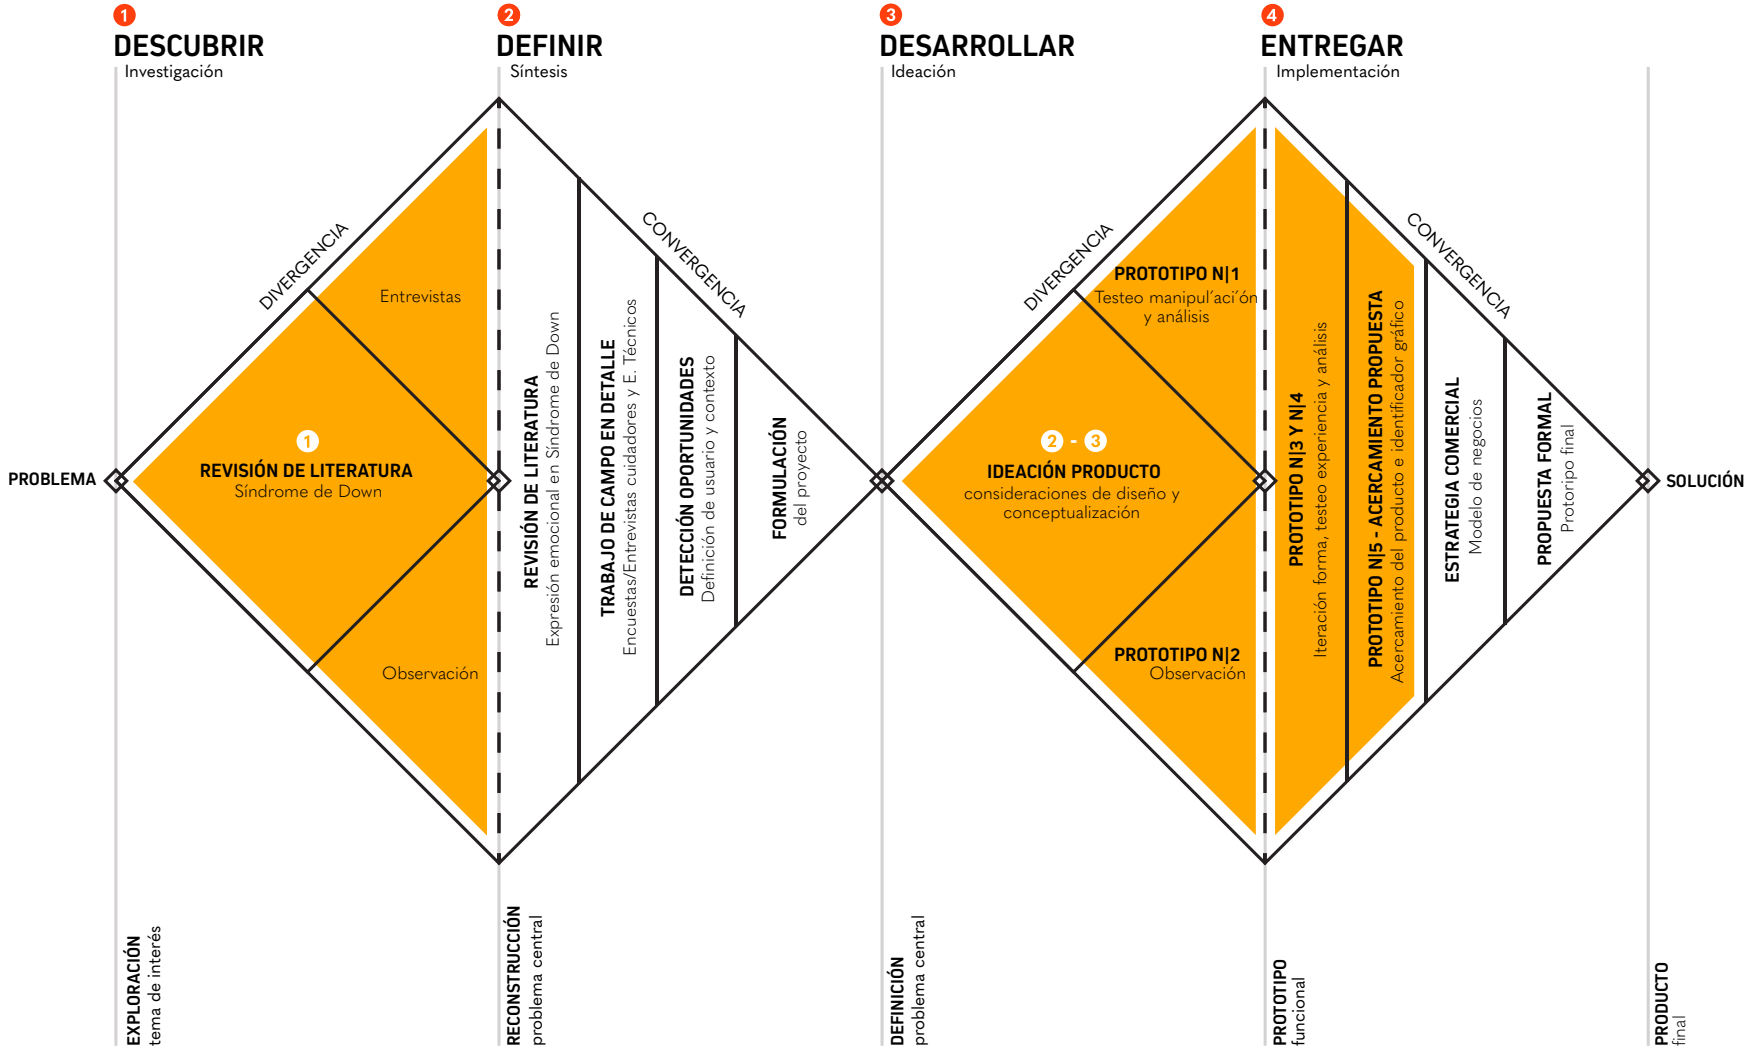 1
DESCUBRIR
Investigación
2
DEFINIR
Síntesis
3
DESARROLLAR
Ideación
4
ENTREGAR
Implementación
PROBLEMA
DIVERGENCIA
Entrevistas
1
REVISIÓN DE LITERATURA
Síndrome de Down
Observación
CONVERGENCIA
REVISIÓN DE LITERATURA
Expresión emocional en Síndrome de Down
TRABAJO DE CAMPO EN DETALLE
Encuestas/Entrevistas cuidadores y E. Técnicos
DETECCIÓN OPORTUNIDADES
Definición de usuario y contexto
FORMULACIÓN
del proyecto
DIVERGENCIA
PROTOTIPO N|1
Testeo manipul´aci´ón
y análisis
2 - 3
IDEACIÓN PRODUCTO
consideraciones de diseño y
conceptualización
PROTOTIPO N|2
Observación
CONVERGENCIA
PROTOTIPO N|3 Y N|4
Iteración forma, testeo experiencia y análisis
PROTOTIPO N|5 - ACERCAMIENTO PROPUESTA
Acercamiento del producto e identificador gráfico
ESTRATEGIA COMERCIAL
Modelo de negocios
PROPUESTA FORMAL
Protoripo final
SOLUCIÓN
EXPLORACIÓN
tema de interés
RECONSTRUCCIÓN
problema central
DEFINICIÓN
problema central
PROTOTIPO
funcional
PRODUCTO
final